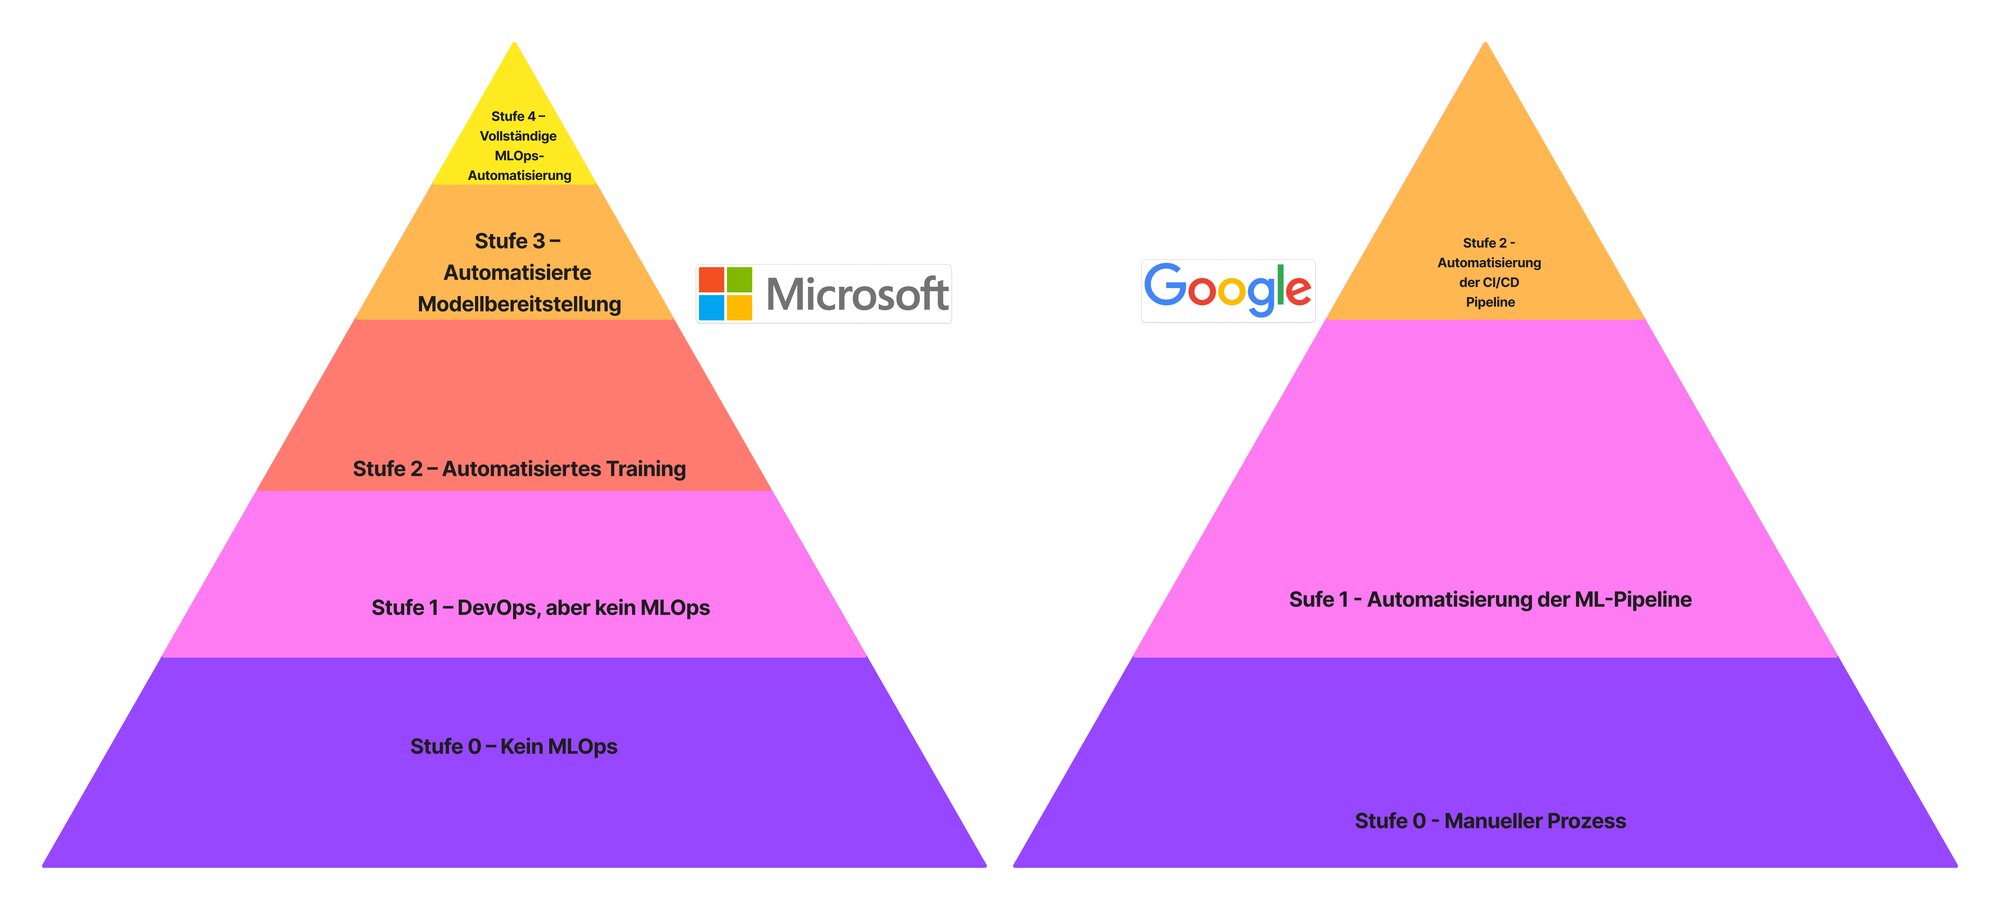 Stufe 4 –
Vollständige
MLOps-
Automatisierung
Stufe 3 –
Automatisierte
Modellbereitstellung
Microsoft
Stufe 2 – Automatisiertes Training
Stufe 1 – DevOps, aber kein MLOps
Stufe 0 – Kein MLOps
Google
Stufe 2 -
Automatisierung
der CI/CD
Pipeline
Sufe 1 - Automatisierung der ML-Pipeline
Stufe 0 - Manueller Prozess